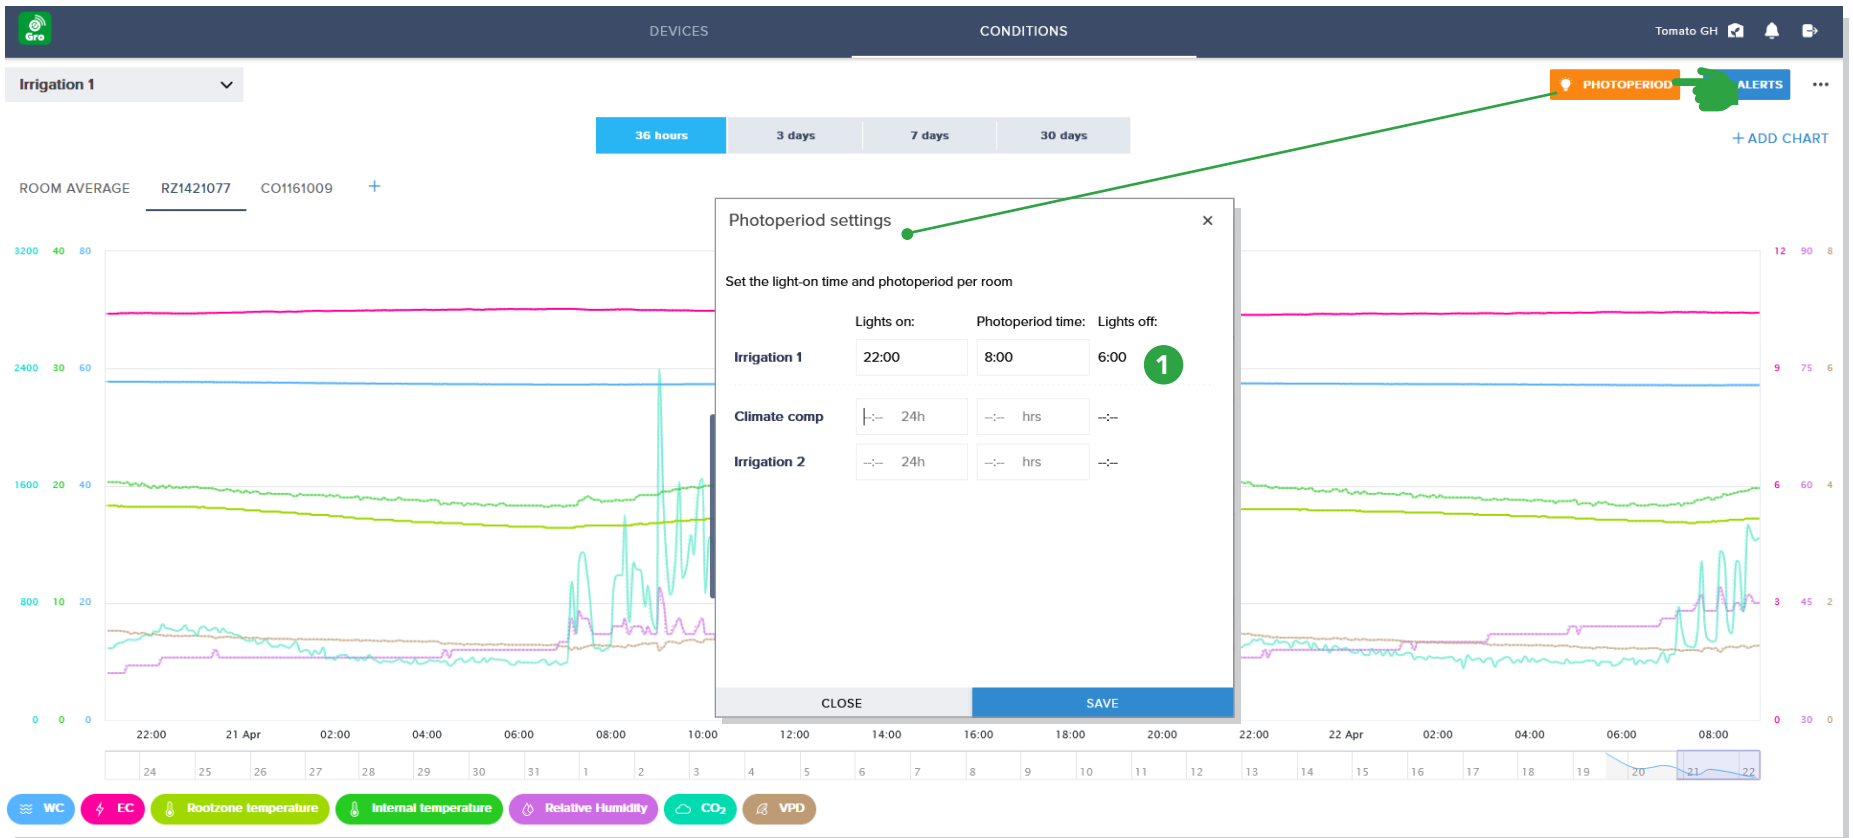 Gro
DEVICES
CONDITIONS
Tomato GH
Irrigation 1
PHOTOPERIOD
ALERTS
36 hours 3 days 7 days 30 days
+ ADD CHART
ROOM AVERAGE RZ1421077 CO1161009 +
Photoperiod settings ×
Set the light-on time and photoperiod per room
Lights on: Photoperiod time: Lights off:
Irrigation 1 22:00 8:00 6:00 1
Climate comp --:-- 24h --:-- hrs --:--
Irrigation 2 --:-- 24h --:-- hrs --:--
CLOSE SAVE
3200 40 80 12 90 8
2400 30 60 9 75 6
1600 20 40 6 60 4
800 10 20 3 45 2
0 0 0 0 30 0
22:00 21 Apr 02:00 04:00 06:00 08:00 10:00 12:00 14:00 16:00 18:00 20:00 22:00 22 Apr 02:00 04:00 06:00 08:00
24 25 26 27 28 29 30 31 1 2 3 4 5 6 7 8 9 10 11 12 13 14 15 16 17 18 19 20 21 22
WC EC Rootzone temperature Internal temperature Relative Humidity CO₂ VPD